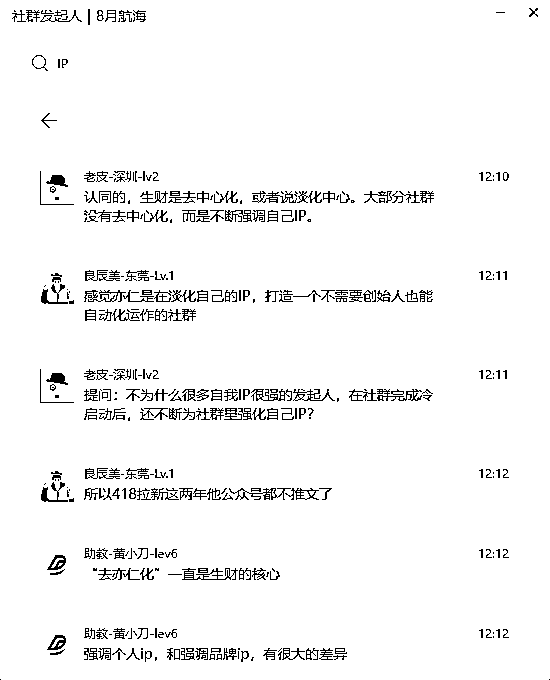 社群发起人 | 8月航海
IP
老皮-深圳-lv2
12:10
认同的，生财是去中心化，或者说淡化中心。大部分社群
没有去中心化，而是不断强调自己IP。
良辰美-东莞-Lv.1
12:11
感觉亦仁是在淡化自己的IP，打造一个不需要创始人也能
自动化运作的社群
老皮-深圳-lv2
12:11
提问：不为什么很多自我IP很强的发起人，在社群完成冷
启动后，还不断为社群里强化自己IP？
良辰美-东莞-Lv.1
12:12
所以418拉新这两年他公众号都不推文了
助教-黄小刀-lev6
12:12
“去亦仁化”一直是生财的核心
助教-黄小刀-lev6
12:12
强调个人ip，和强调品牌ip，有很大的差异